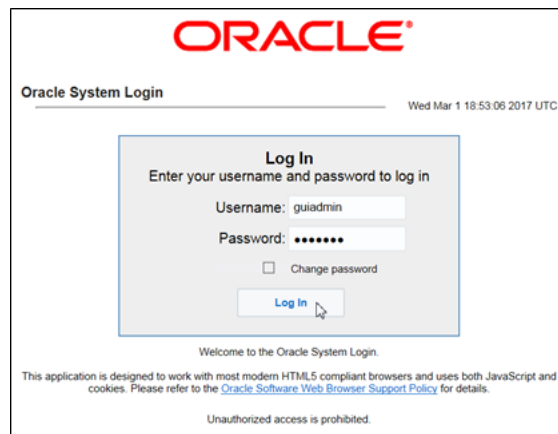 ORACLE®
Oracle System Login
Wed Mar 1 18:53:06 2017 UTC
Log In
Enter your username and password to log in
Username: guiadmin
Password: •••••••
Change password
Log In
Welcome to the Oracle System Login.
This application is designed to work with most modern HTML5 compliant browsers and uses both JavaScript and
cookies. Please refer to the Oracle Software Web Browser Support Policy for details.
Unauthorized access is prohibited.